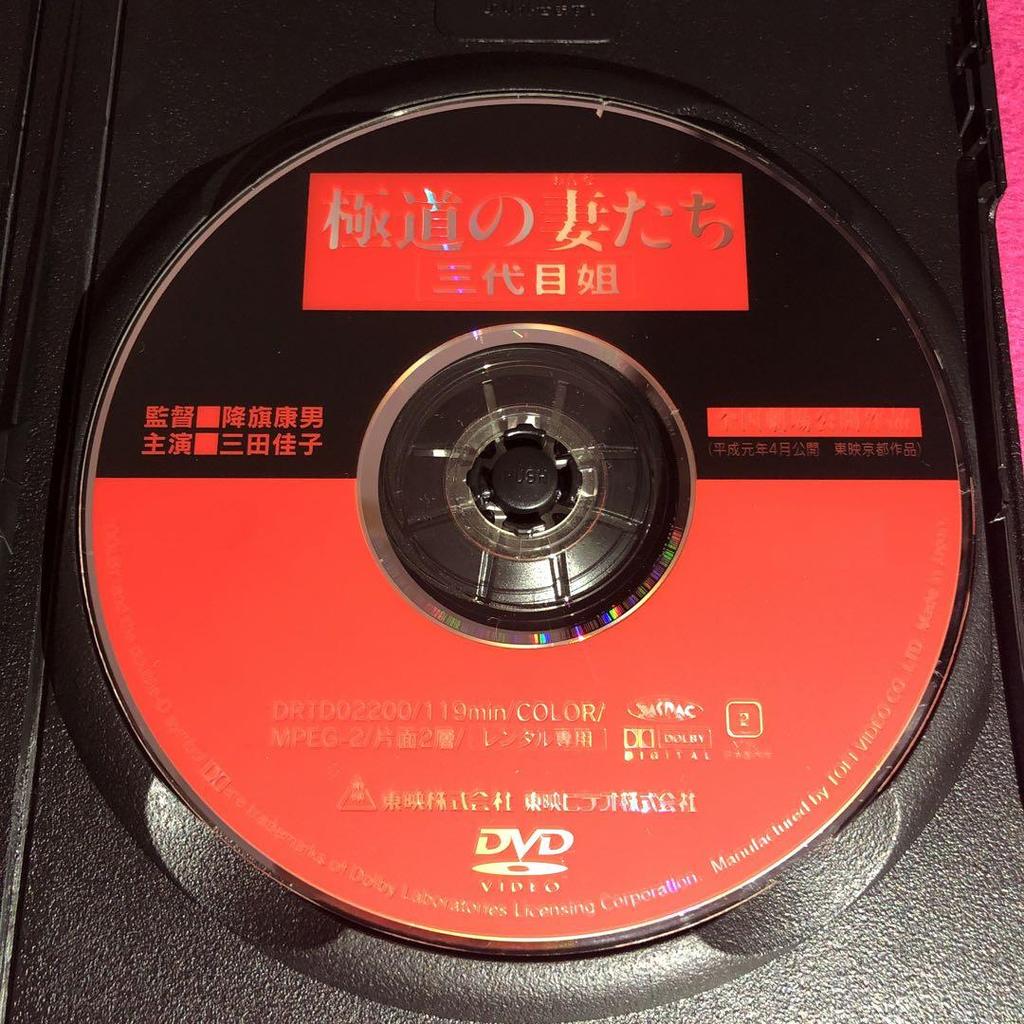 極道の妻たち
三代目姐
監督■降旗康男
主演■三田佳子
(平成元年4月公開 東映京都作品)
PUSH
DRTD02200/119min/COLOR/
MPEG-2/片面2層/ レンタル専用
DOLBY
DIGITAL
2
東映株式会社 東映ビデオ株式会社
DVD
VIDEO
are trademarks of Dolby Laboratories Licensing Corporation. Manufactured by TOEI VIDEO CO.,LTD. Made in Japan